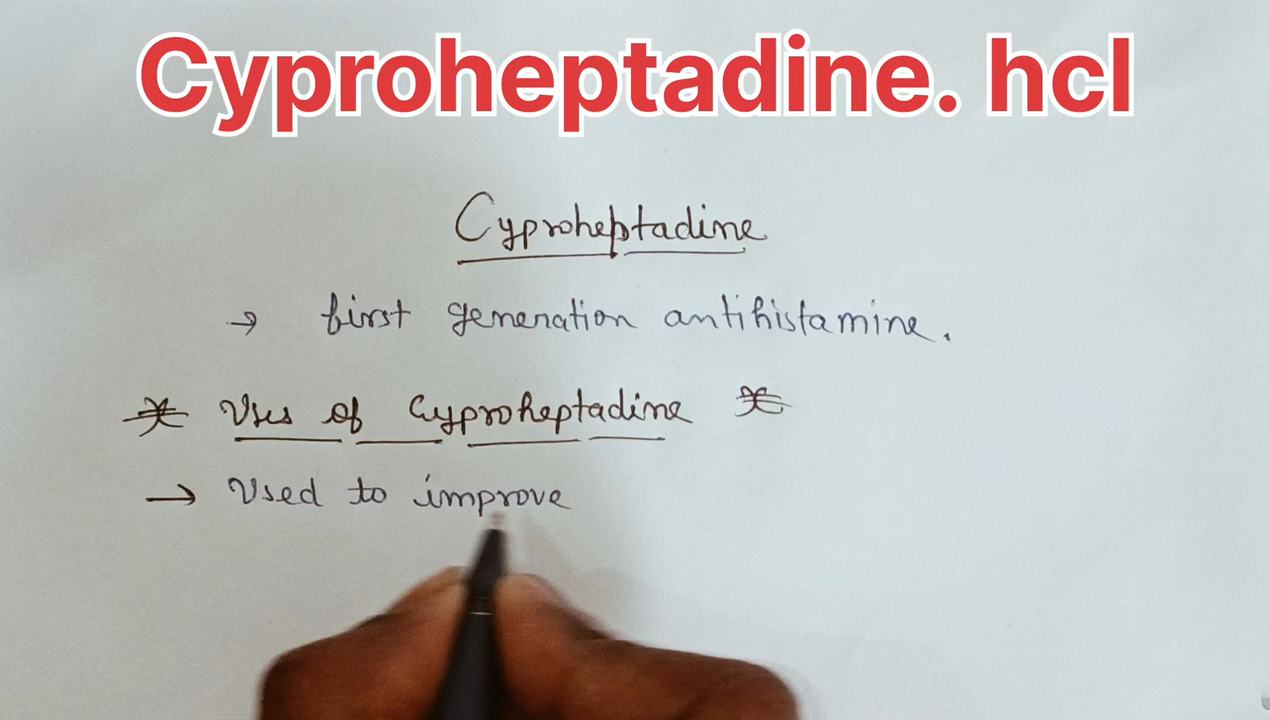 Cyproheptadine. hcl
Cyproheptadine
→ first generation antihistamine.
* Uses of Cyproheptadine *
→ Used to improve